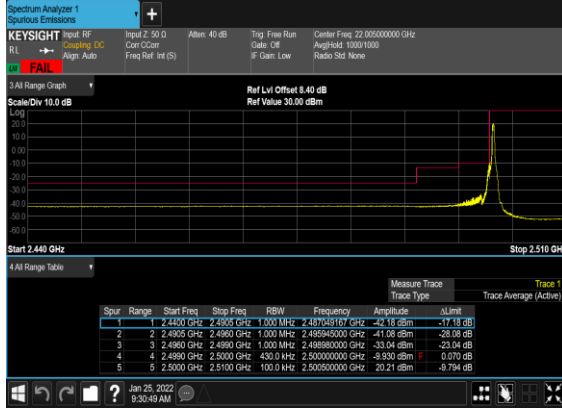 Spectrum Analyzer 1
Spurious Emissions
+
KEYSIGHT Input: RF Input Z: 50 Ω Atten: 40 dB Trig: Free Run Center Freq: 22.005000000 GHz
RL Coupling: DC Corr CCorr Gate: Off Avg|Hold: 1000/1000
Align: Auto Freq Ref: Int (S) IF Gain: Low Radio Std: None
LXI FAIL
3 All Range Graph
Ref Lvl Offset 8.40 dB
Scale/Div 10.0 dB Ref Value 30.00 dBm
Log
20.0
10.0
0.00
-10.0
-20.0
-30.0
-40.0
-50.0
-60.0
Start 2.440 GHz Stop 2.510 GH
4 All Range Table
Measure Trace Trace 1
Trace Type Trace Average (Active)
Spur Range Start Freq Stop Freq RBW Frequency Amplitude ΔLimit
1 1 2.4400 GHz 2.4905 GHz 1.000 MHz 2.487049167 GHz -42.18 dBm -17.18 dB
2 2 2.4905 GHz 2.4960 GHz 1.000 MHz 2.495945000 GHz -41.08 dBm -28.08 dB
3 3 2.4960 GHz 2.4990 GHz 1.000 MHz 2.498980000 GHz -33.04 dBm -23.04 dB
4 4 2.4990 GHz 2.5000 GHz 430.0 kHz 2.500000000 GHz -9.930 dBm F 0.070 dB
5 5 2.5000 GHz 2.5100 GHz 100.0 kHz 2.500500000 GHz 20.21 dBm -9.794 dB
?
Jan 25, 2022
9:30:49 AM